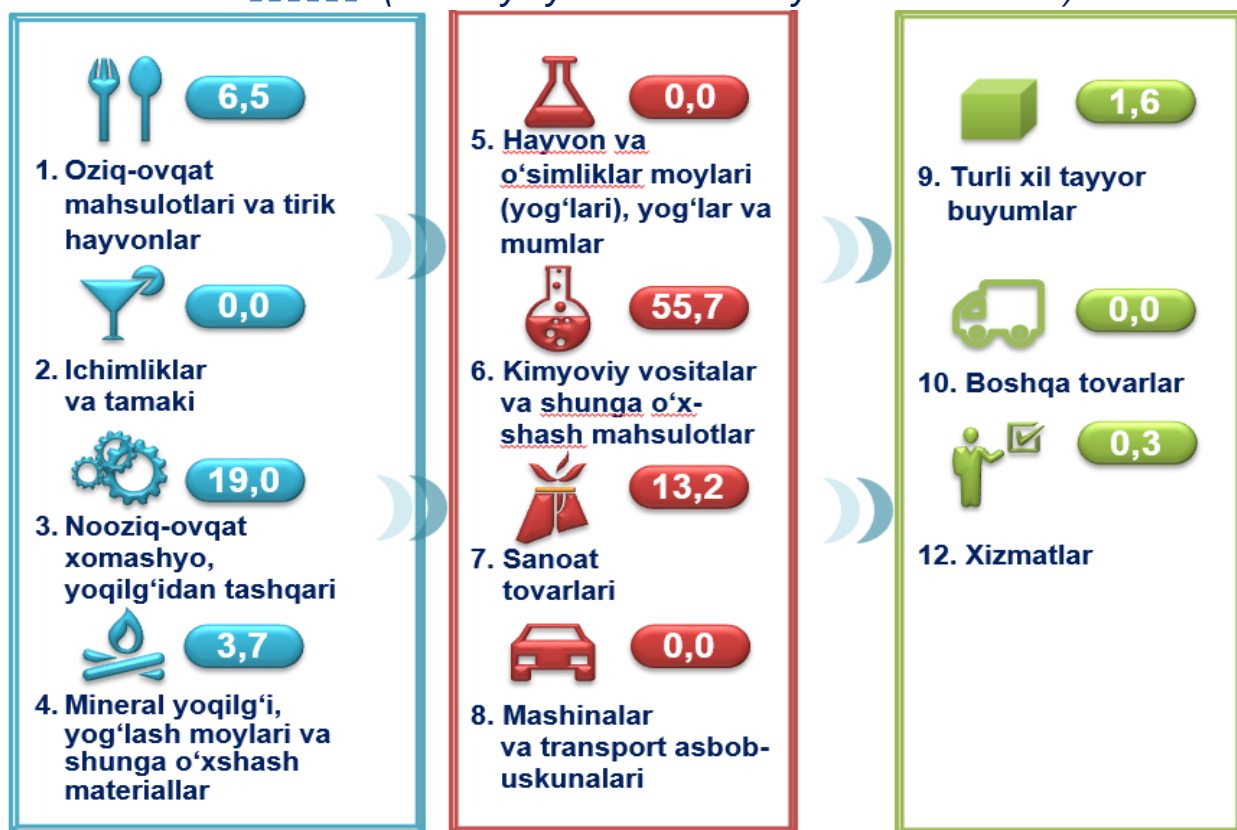 6,5
1. Oziq-ovqat
mahsulotlari va tirik
hayvonlar
0,0
2. Ichimliklar
va tamaki
19,0
3. Nooziq-ovqat
xomashyo,
yoqilg‘idan tashqari
3,7
4. Mineral yoqilg‘i,
yog‘lash moylari va
shunga o‘xshash
materiallar
0,0
5. Hayvon va
o‘simliklar moylari
(yog‘lari), yog‘lar va
mumlar
55,7
6. Kimyoviy vositalar
va shunga o‘x-
shash mahsulotlar
13,2
7. Sanoat
tovarlari
0,0
8. Mashinalar
va transport asbob-
uskunalari
1,6
9. Turli xil tayyor
buyumlar
0,0
10. Boshqa tovarlar
0,3
12. Xizmatlar